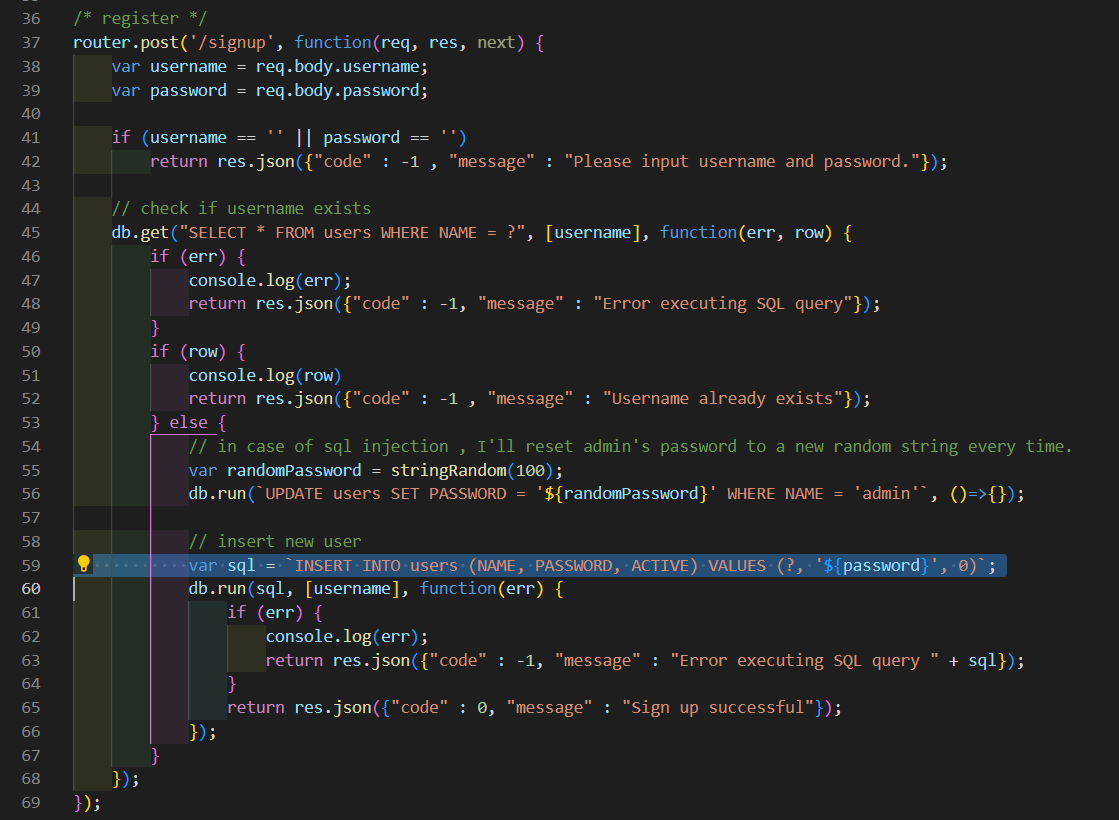 36 /* register */
37 router.post('/signup', function(req, res, next) {
38     var username = req.body.username;
39     var password = req.body.password;
40
41     if (username == '' || password == '')
42         return res.json({"code" : -1 , "message" : "Please input username and password."});
43
44     // check if username exists
45     db.get("SELECT * FROM users WHERE NAME = ?", [username], function(err, row) {
46         if (err) {
47             console.log(err);
48             return res.json({"code" : -1, "message" : "Error executing SQL query"});
49         }
50         if (row) {
51             console.log(row)
52             return res.json({"code" : -1 , "message" : "Username already exists"});
53         } else {
54             // in case of sql injection , I'll reset admin's password to a new random string every time.
55             var randomPassword = stringRandom(100);
56             db.run(`UPDATE users SET PASSWORD = '${randomPassword}' WHERE NAME = 'admin'`, ()=>{});
57
58             // insert new user
59             var sql = `INSERT INTO users (NAME, PASSWORD, ACTIVE) VALUES (?, '${password}', 0)`;
60             db.run(sql, [username], function(err) {
61                 if (err) {
62                     console.log(err);
63                     return res.json({"code" : -1, "message" : "Error executing SQL query " + sql});
64                 }
65                 return res.json({"code" : 0, "message" : "Sign up successful"});
66             });
67         }
68     });
69 });